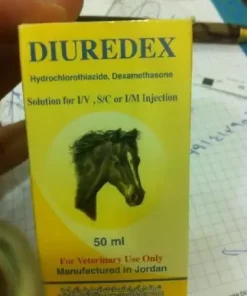 DIUREDEX
Hydrochlorothiazide, Dexamethasone
Solution for I/V , S/C or I/M Injection
50 ml
For Veterinary Use Only
Manufactured in Jordan